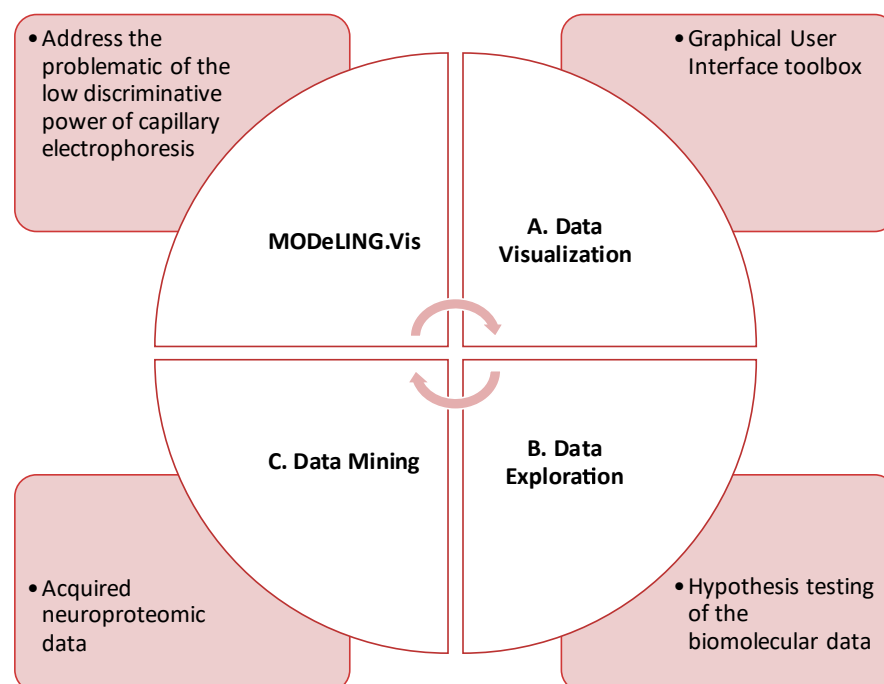 • Address the
problematic of the
low discriminative
power of capillary
electrophoresis
• Graphical User
Interface toolbox
MODeLING.Vis
A. Data
Visualization
C. Data Mining
B. Data
Exploration
• Acquired
neuroproteomic
data
• Hypothesis testing
of the
biomolecular data